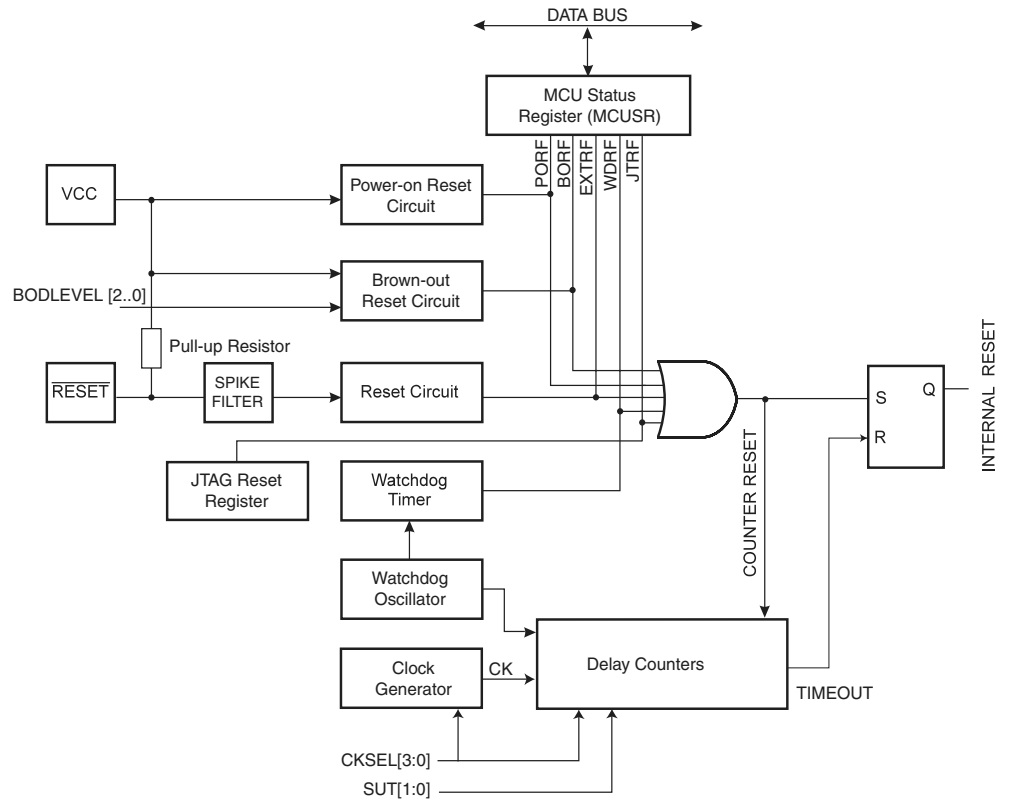 DATA BUS
MCU Status
Register (MCUSR)
PORF
BORF
EXTRF
WDRF
JTRF
VCC
Power-on Reset
Circuit
BODLEVEL [2..0]
Brown-out
Reset Circuit
Pull-up Resistor
RESET
SPIKE
FILTER
Reset Circuit
S
Q
R
INTERNAL RESET
JTAG Reset
Register
Watchdog
Timer
COUNTER RESET
Watchdog
Oscillator
Clock
Generator
CK
Delay Counters
TIMEOUT
CKSEL[3:0]
SUT[1:0]